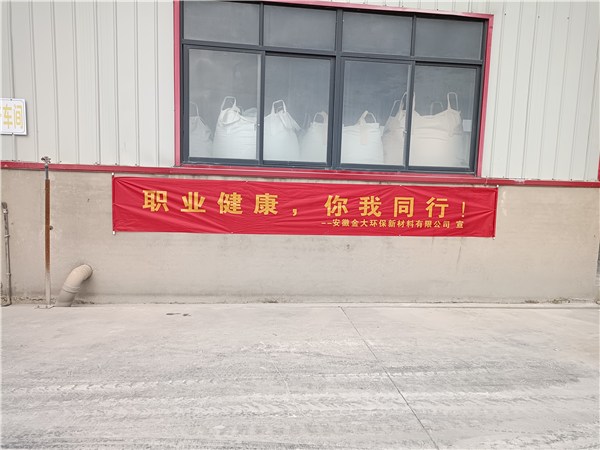 车间
职业健康，你我同行！
--安徽金大环保新材料有限公司 宣